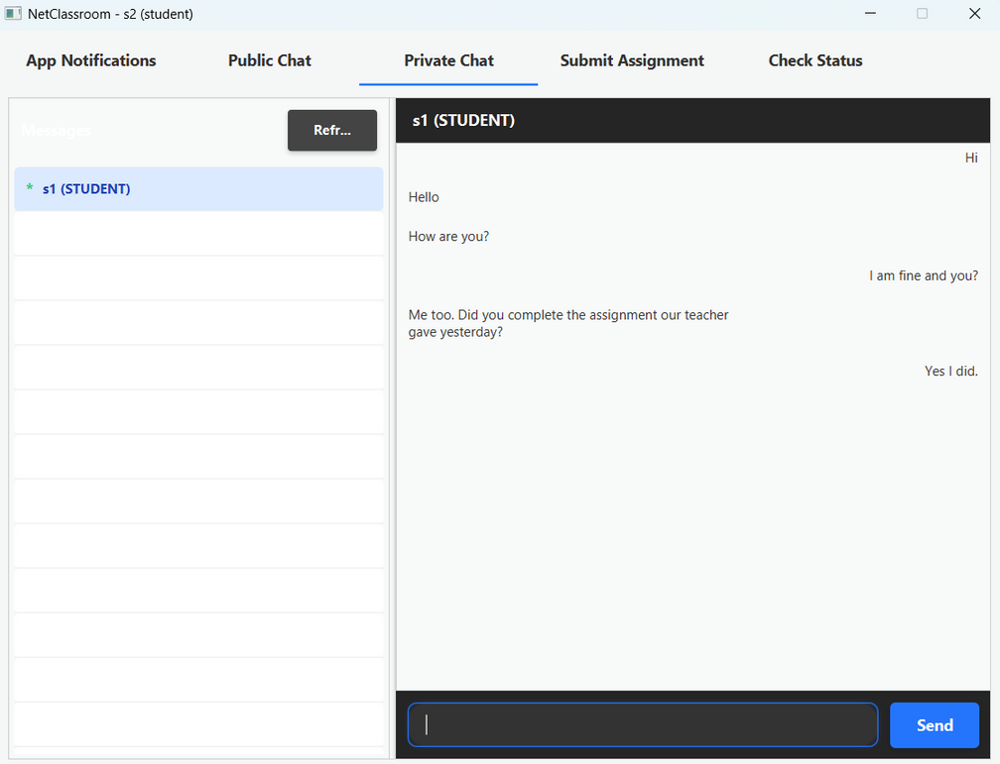 NetClassroom - s2 (student)
App Notifications
Public Chat
Private Chat
Submit Assignment
Check Status
Messages
Refr...
* s1 (STUDENT)
s1 (STUDENT)
Hi
Hello
How are you?
I am fine and you?
Me too. Did you complete the assignment our teacher
gave yesterday?
Yes I did.
Send